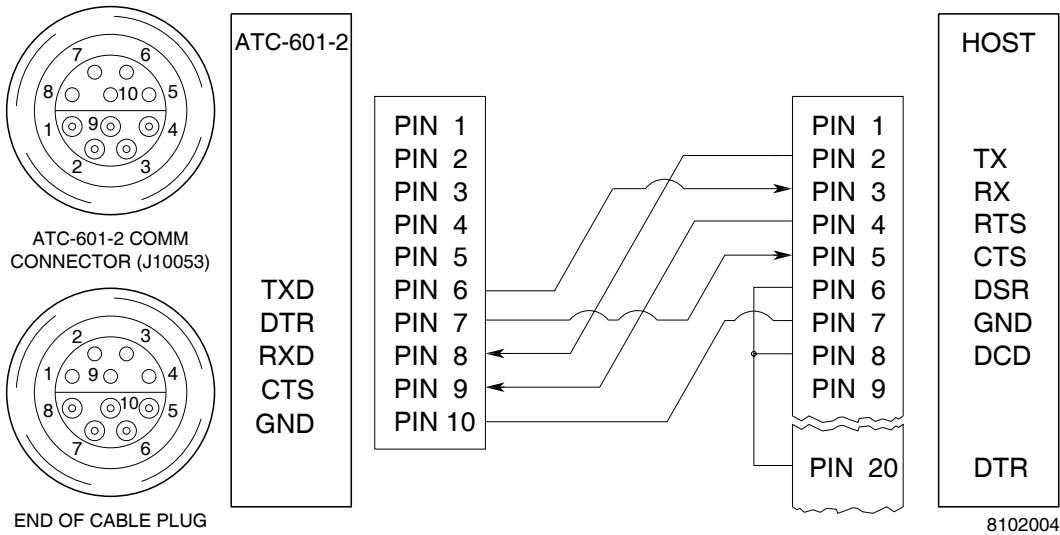 7 6
8 10 5
1 9 4
2 3
ATC-601-2 COMM
CONNECTOR (J10053)
2 3
1 9 4
8 10 5
7 6
END OF CABLE PLUG
ATC-601-2
TXD
DTR
RXD
CTS
GND
PIN 1
PIN 2
PIN 3
PIN 4
PIN 5
PIN 6
PIN 7
PIN 8
PIN 9
PIN 10
PIN 1
PIN 2
PIN 3
PIN 4
PIN 5
PIN 6
PIN 7
PIN 8
PIN 9
PIN 20
HOST
TX
RX
RTS
CTS
DSR
GND
DCD
DTR
8102004